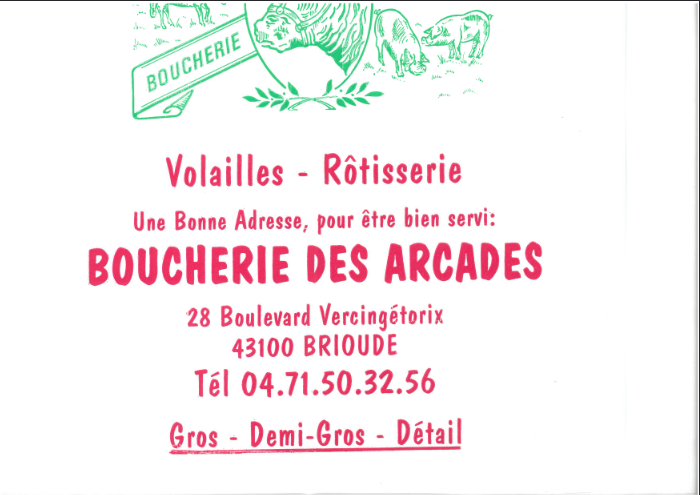 BOUCHERIE
Volailles - Rôtisserie
Une Bonne Adresse, pour être bien servi:
BOUCHERIE DES ARCADES
28 Boulevard Vercingétorix
43100 BRIOUDE
Tél 04.71.50.32.56
Gros - Demi-Gros - Détail